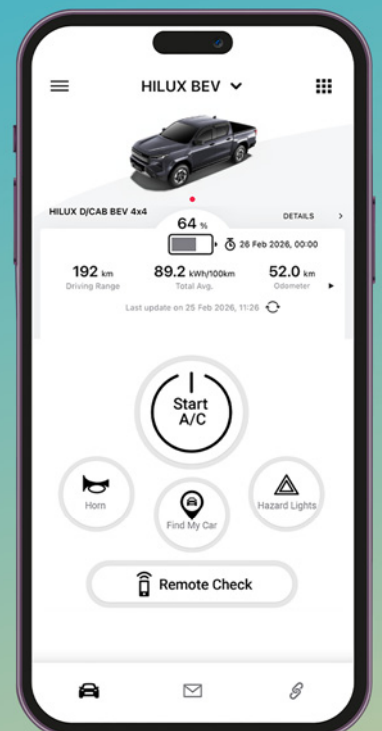 HILUX BEV
HILUX D/CAB BEV 4x4
DETAILS
64 %
26 Feb 2026, 00:00
192 km 89.2 kWh/100km 52.0 km
Driving Range Total Avg. Odometer
Last update on 25 Feb 2026, 11:26
Start
A/C
Horn
Find My Car
Hazard Lights
Remote Check